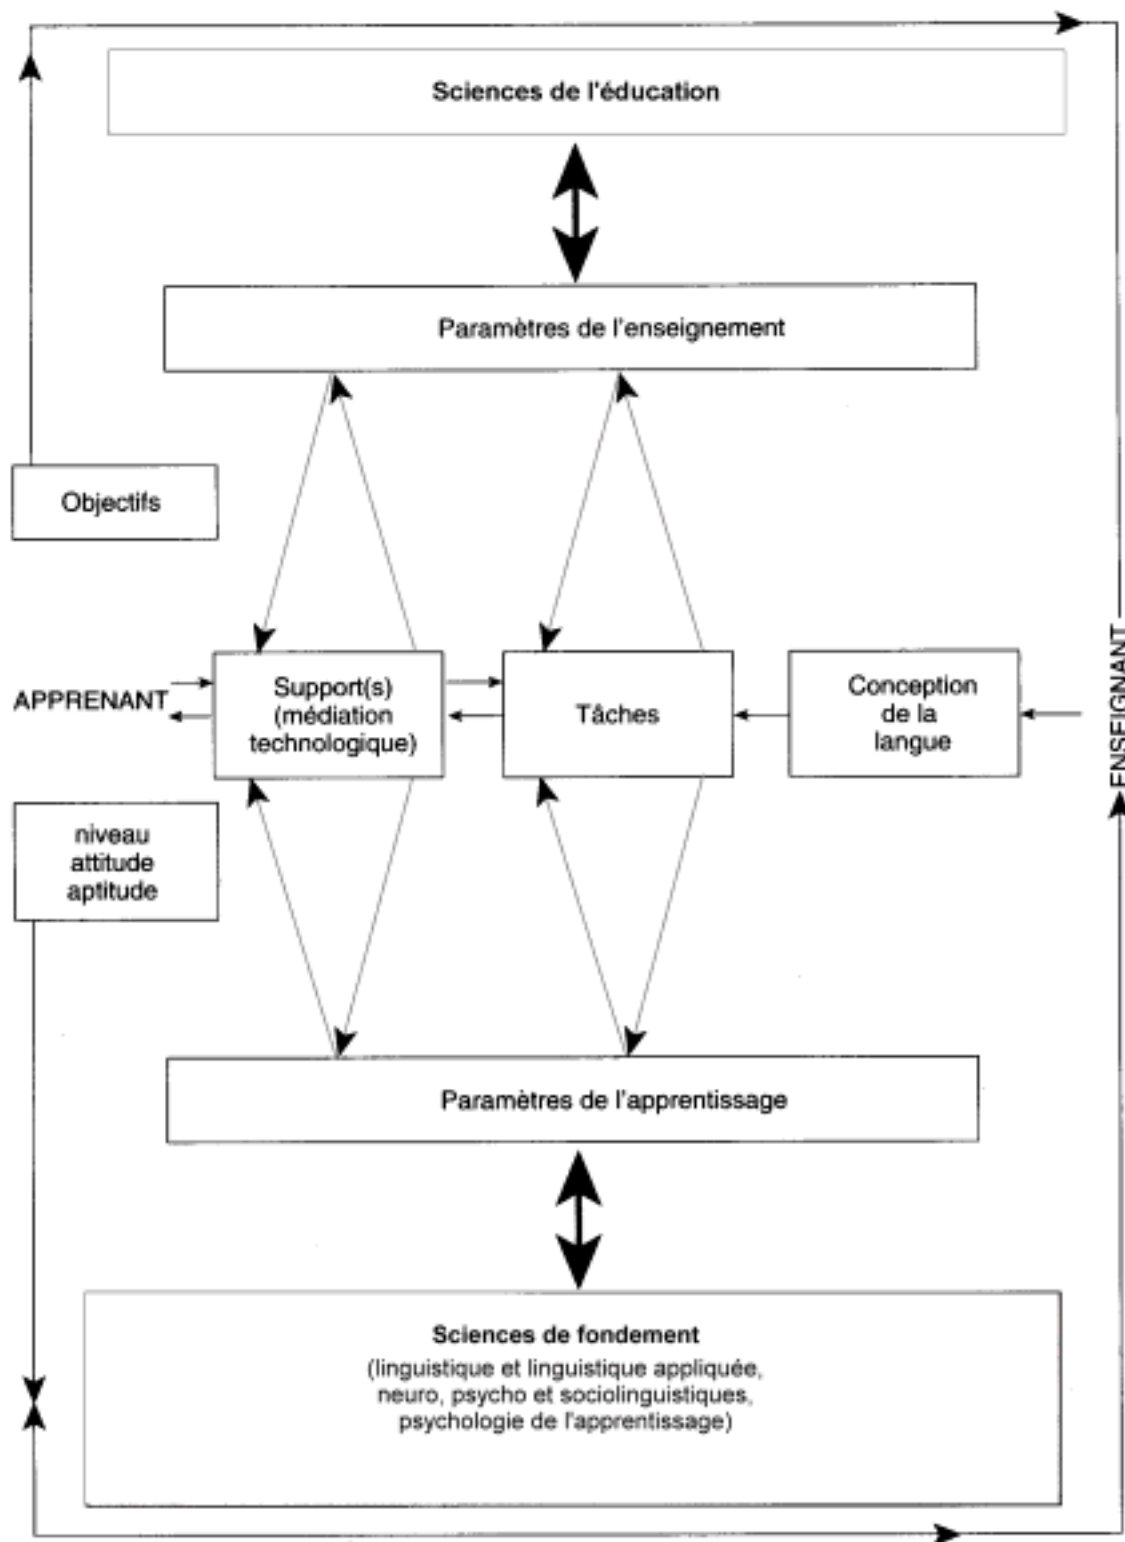 Sciences de l'éducation
Paramètres de l'enseignement
Objectifs
APPRENANT
Support(s)
(médiation
technologique)
Tâches
Conception
de la
langue
ENSEIGNANT
niveau
attitude
aptitude
Paramètres de l'apprentissage
Sciences de fondement
(linguistique et linguistique appliquée,
neuro, psycho et sociolinguistiques,
psychologie de l'apprentissage)